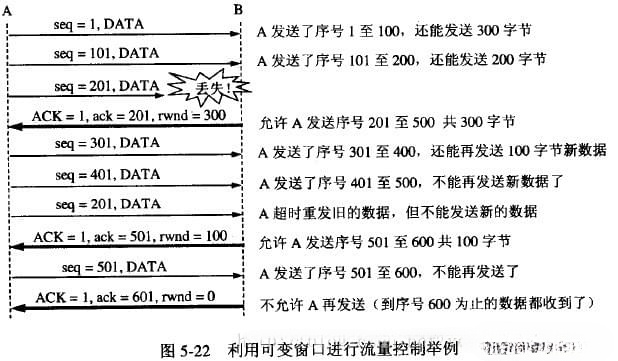 A B
seq = 1, DATA A 发送了序号 1 至 100，还能发送 300 字节
seq = 101, DATA A 发送了序号 101 至 200，还能发送 200 字节
seq = 201, DATA 丢失！
ACK = 1, ack = 201, rwnd = 300 允许 A 发送序号 201 至 500 共 300 字节
seq = 301, DATA A 发送了序号 301 至 400，还能再发送 100 字节新数据
seq = 401, DATA A 发送了序号 401 至 500，不能再发送新数据了
seq = 201, DATA A 超时重发旧的数据，但不能发送新的数据
ACK = 1, ack = 501, rwnd = 100 允许 A 发送序号 501 至 600 共 100 字节
seq = 501, DATA A 发送了序号 501 至 600，不能再发送了
ACK = 1, ack = 601, rwnd = 0 不允许 A 再发送（到序号 600 为止的数据都收到了）
图 5-22 利用可变窗口进行流量控制举例